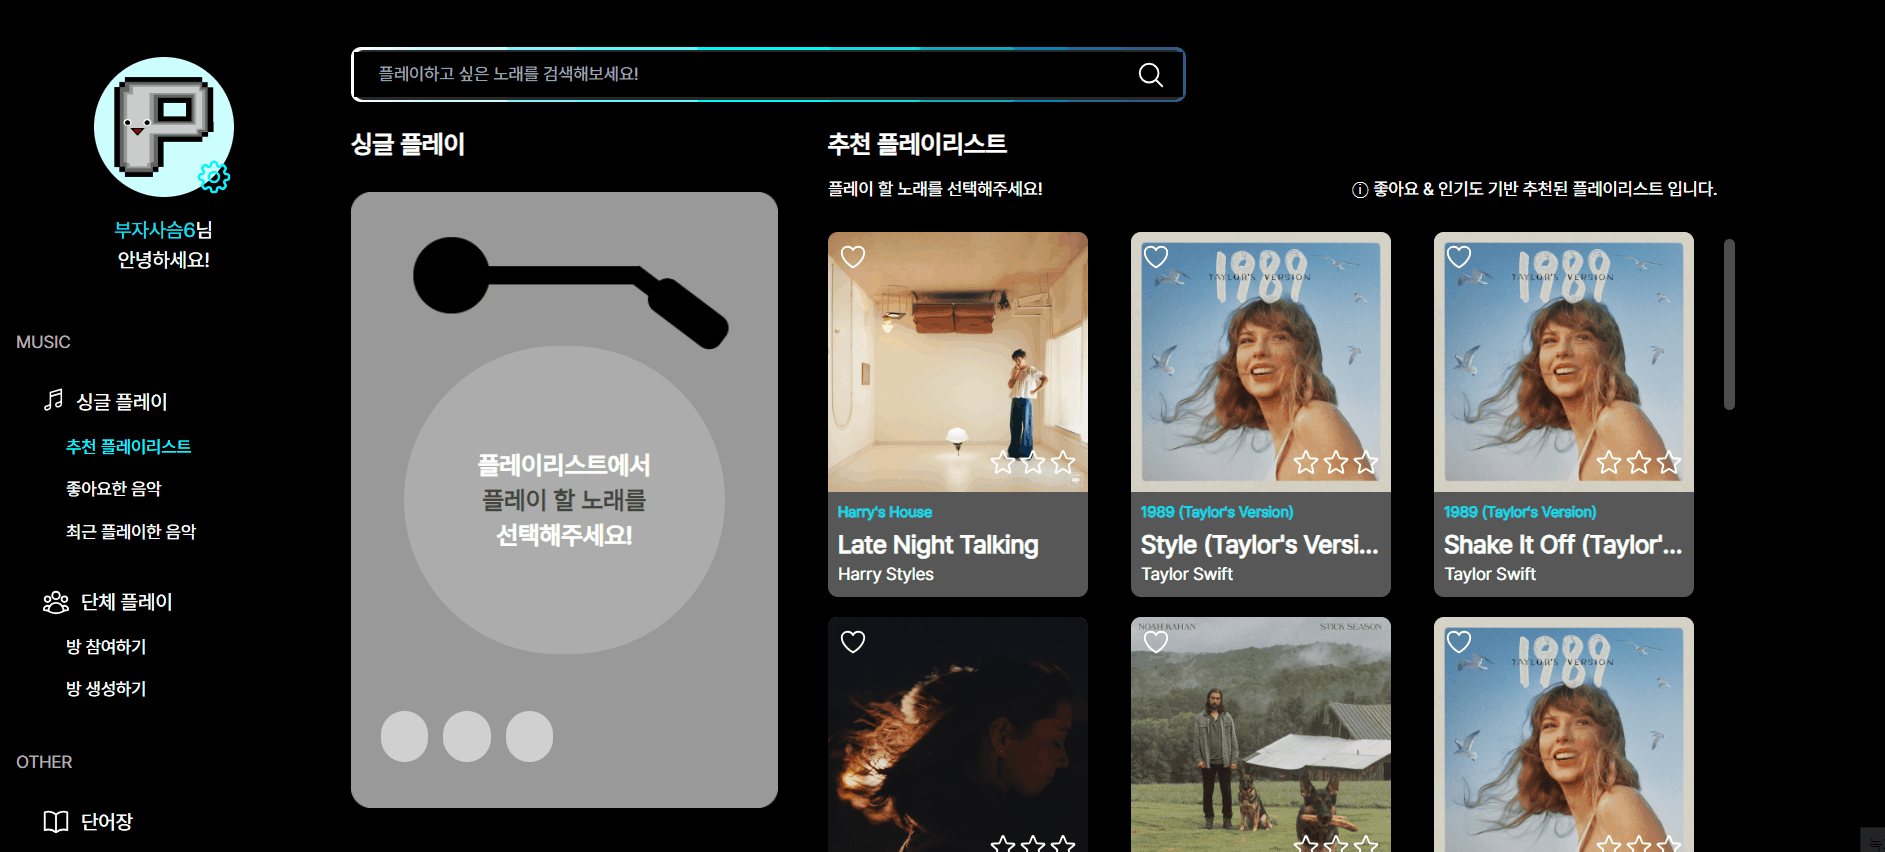 플레이하고 싶은 노래를 검색해보세요!
부자사슴6님
안녕하세요!
MUSIC
싱글 플레이
추천 플레이리스트
좋아요한 음악
최근 플레이한 음악
단체 플레이
방 참여하기
방 생성하기
OTHER
단어장
싱글 플레이
플레이리스트에서
플레이 할 노래를
선택해주세요!
추천 플레이리스트
플레이 할 노래를 선택해주세요!
ⓘ 좋아요 & 인기도 기반 추천된 플레이리스트 입니다.
Harry's House
Late Night Talking
Harry Styles
1989
TAYLOR'S VERSION
1989 (Taylor's Version)
Style (Taylor's Versi...
Taylor Swift
1989
TAYLOR'S VERSION
1989 (Taylor's Version)
Shake It Off (Taylor'...
Taylor Swift
NOAH KAHAN STICK SEASON
1989
TAYLOR'S VERSION